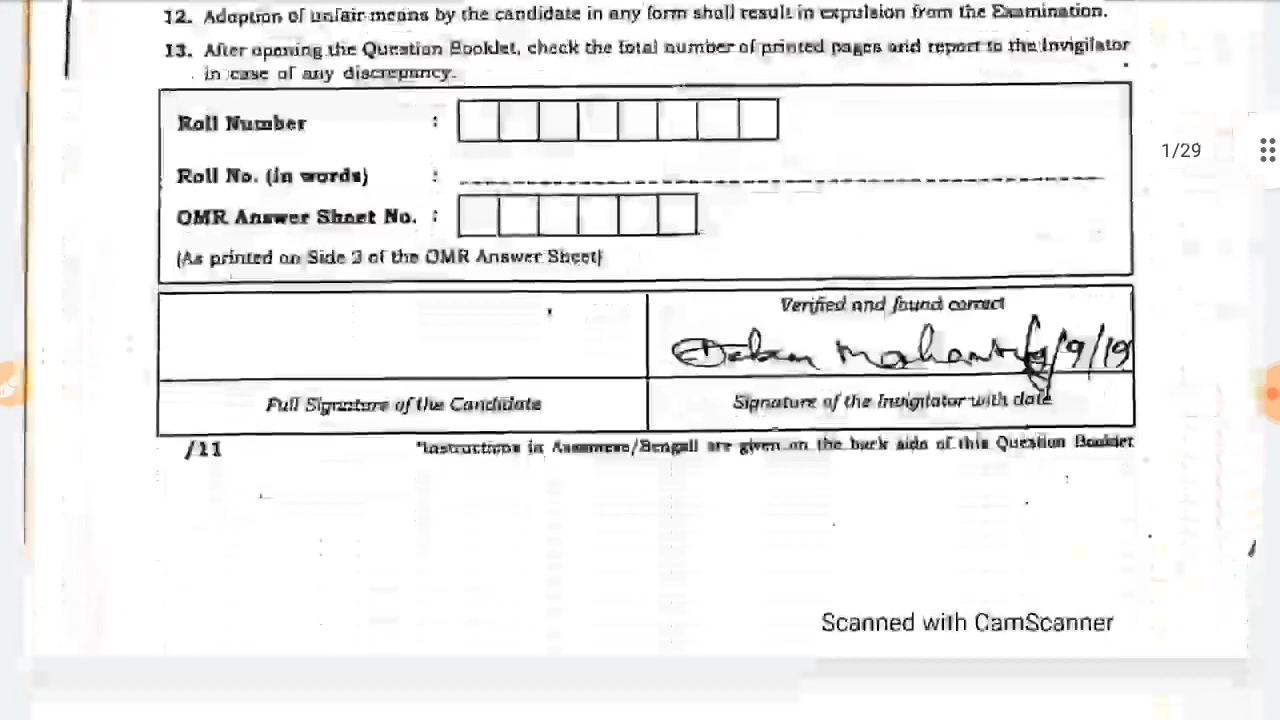 12. Adoption of unfair means by the candidate in any form shall result in expulsion from the Examination.
13. After opening the Question Booklet, check the total number of printed pages and report to the Invigilator
in case of any discrepancy.
Roll Number :
1/29
Roll No. (in words) :
OMR Answer Sheet No. :
(As printed on Side 2 of the OMR Answer Sheet)
Verified and found correct
/9/19
Full Signature of the Candidate
Signature of the Invigilator with date
/11
*Instructions in Assamese/Bengali are given on the back side of this Question Booklet
Scanned with CamScanner